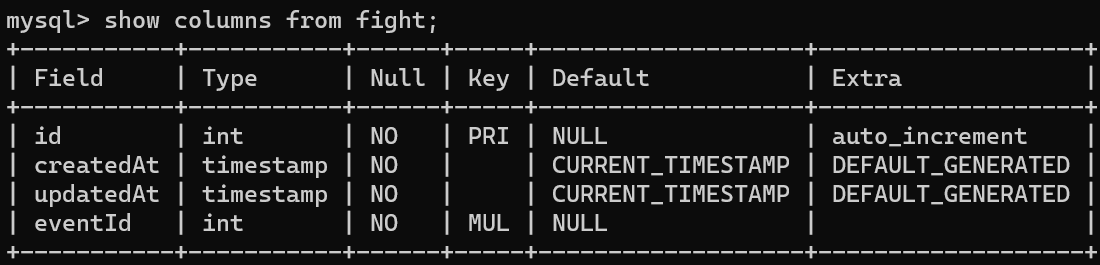 mysql> show columns from fight;
+-----------+-----------+------+-----+-------------------+-------------------+
| Field     | Type      | Null | Key | Default           | Extra             |
+-----------+-----------+------+-----+-------------------+-------------------+
| id        | int       | NO   | PRI | NULL              | auto_increment    |
| createdAt | timestamp | NO   |     | CURRENT_TIMESTAMP | DEFAULT_GENERATED |
| updatedAt | timestamp | NO   |     | CURRENT_TIMESTAMP | DEFAULT_GENERATED |
| eventId   | int       | NO   | MUL | NULL              |                   |
+-----------+-----------+------+-----+-------------------+-------------------+